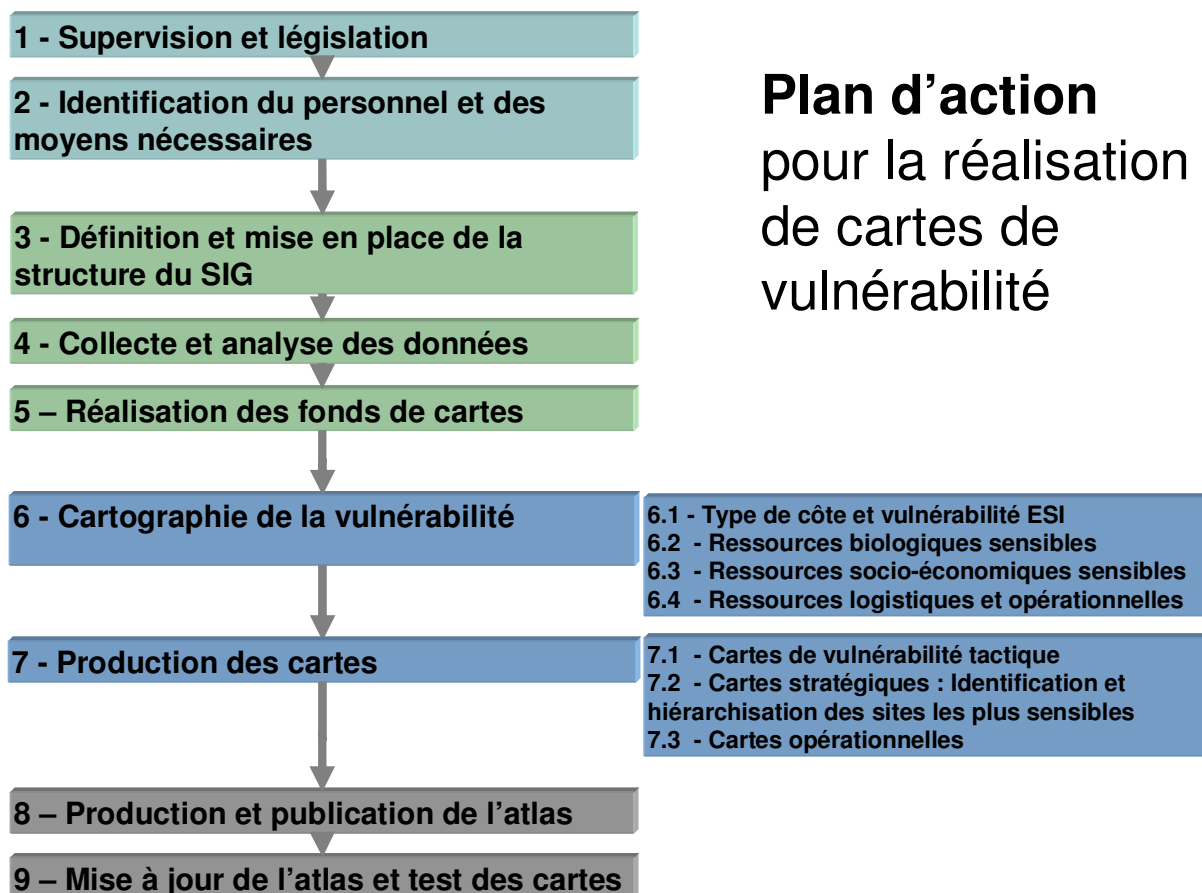 1 - Supervision et législation
2 - Identification du personnel et des
moyens nécessaires
3 - Définition et mise en place de la
structure du SIG
4 - Collecte et analyse des données
5 – Réalisation des fonds de cartes
6 - Cartographie de la vulnérabilité
6.1 - Type de côte et vulnérabilité ESI
6.2 - Ressources biologiques sensibles
6.3 - Ressources socio-économiques sensibles
6.4 - Ressources logistiques et opérationnelles
7 - Production des cartes
7.1 - Cartes de vulnérabilité tactique
7.2 - Cartes stratégiques : Identification et
hiérarchisation des sites les plus sensibles
7.3 - Cartes opérationnelles
8 – Production et publication de l’atlas
9 – Mise à jour de l’atlas et test des cartes
Plan d’action
pour la réalisation
de cartes de
vulnérabilité